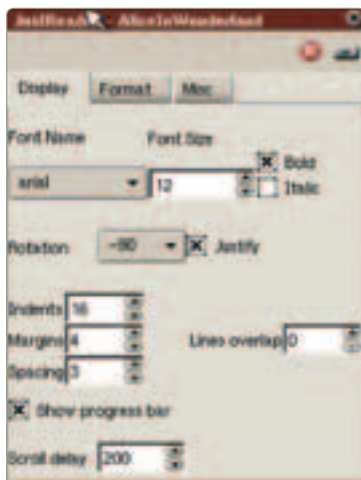 JustReader - AliceInWonderland
Display Format Misc
Font Name Font Size
arial 12 Bold
Italic
Rotation -90 Justify
Indents 16
Margins 4 Lines overlap 0
Spacing 3
Show progress bar
Scroll delay 200